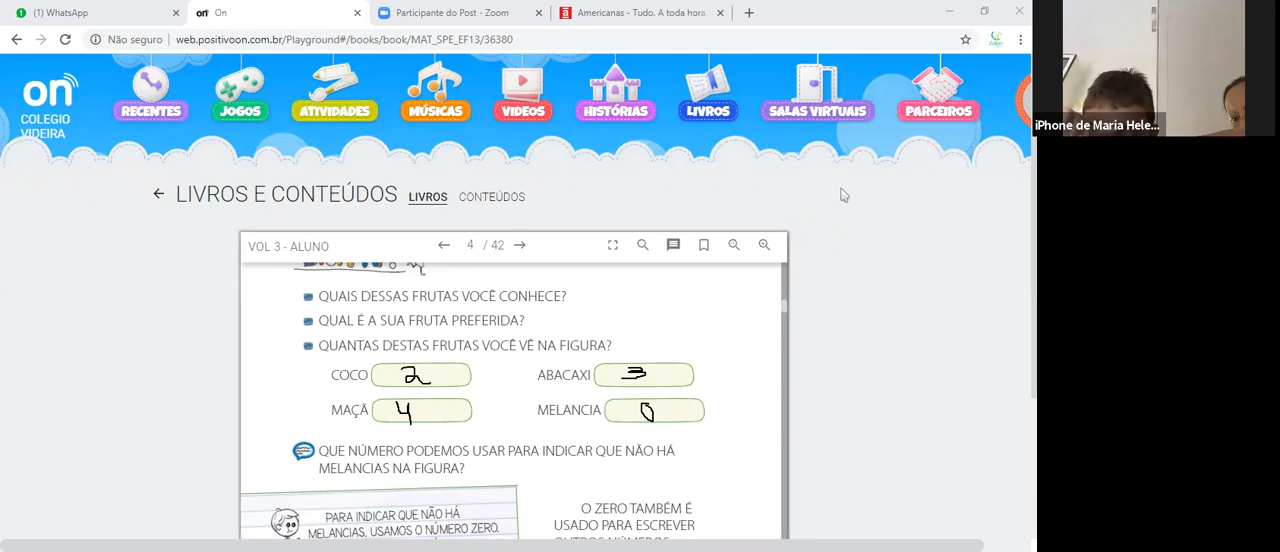 (1) WhatsApp
On
Participante do Post - Zoom
Americanas - Tudo. A toda hora.
Não seguro
web.positivoon.com.br/Playground#/books/book/MAT_SPE_EF13/36380
on
COLEGIO
VIDEIRA
RECENTES
JOGOS
ATIVIDADES
MÚSICAS
VIDEOS
HISTÓRIAS
LIVROS
SALAS VIRTUAIS
PARCEIROS
iPhone de Maria Hele...
LIVROS E CONTEÚDOS LIVROS CONTEÚDOS
VOL 3 - ALUNO
4 / 42
QUAIS DESSAS FRUTAS VOCÊ CONHECE?
QUAL É A SUA FRUTA PREFERIDA?
QUANTAS DESTAS FRUTAS VOCÊ VÊ NA FIGURA?
COCO 2 ABACAXI 3
MAÇÃ 4 MELANCIA 0
QUE NÚMERO PODEMOS USAR PARA INDICAR QUE NÃO HÁ
MELANCIAS NA FIGURA?
PARA INDICAR QUE NÃO HÁ
MELANCIAS, USAMOS O NÚMERO ZERO.
O ZERO TAMBÉM É
USADO PARA ESCREVER